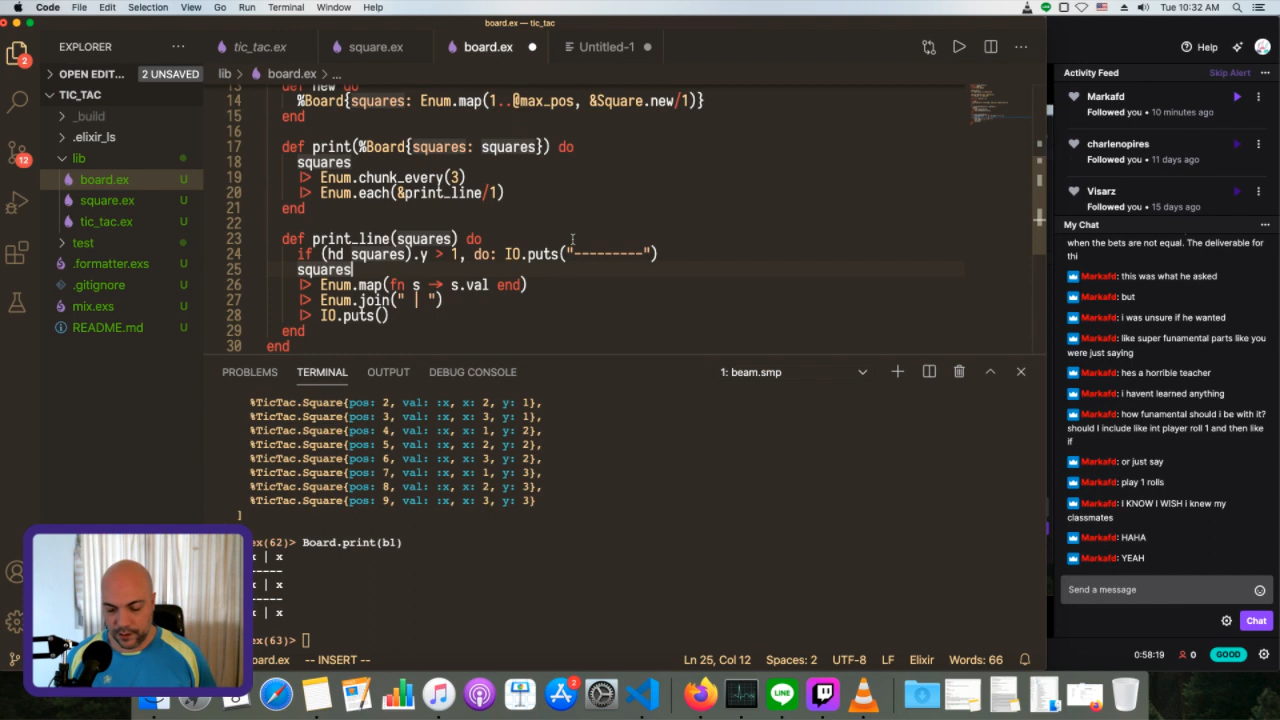 Code File Edit Selection View Go Run Terminal Window Help Tue 10:32 AM
board.ex — tic_tac
EXPLORER
OPEN EDIT... 2 UNSAVED
TIC_TAC
_build
.elixir_ls
lib
board.ex U
square.ex U
tic_tac.ex U
test
.formatter.exs U
.gitignore U
mix.exs U
README.md U
2
12
tic_tac.ex square.ex board.ex Untitled-1
lib > board.ex > ...
13 def new do
14 %Board{squares: Enum.map(1..@max_pos, &Square.new/1)}
15 end
16
17 def print(%Board{squares: squares}) do
18 squares
19 |> Enum.chunk_every(3)
20 |> Enum.each(&print_line/1)
21 end
22
23 def print_line(squares) do
24 if (hd squares).y > 1, do: IO.puts("---------")
25 squares
26 |> Enum.map(fn s -> s.val end)
27 |> Enum.join(" | ")
28 |> IO.puts()
29 end
30 end
PROBLEMS TERMINAL OUTPUT DEBUG CONSOLE 1: beam.smp
%TicTac.Square{pos: 2, val: :x, x: 2, y: 1},
%TicTac.Square{pos: 3, val: :x, x: 3, y: 1},
%TicTac.Square{pos: 4, val: :x, x: 1, y: 2},
%TicTac.Square{pos: 5, val: :x, x: 2, y: 2},
%TicTac.Square{pos: 6, val: :x, x: 3, y: 2},
%TicTac.Square{pos: 7, val: :x, x: 1, y: 3},
%TicTac.Square{pos: 8, val: :x, x: 2, y: 3},
%TicTac.Square{pos: 9, val: :x, x: 3, y: 3}
]
ex(62)> Board.print(b1)
x | x
-----
x | x
-----
x | x
ex(63)>
oard.ex -- INSERT -- Ln 25, Col 12 Spaces: 2 UTF-8 LF Elixir Words: 66
Help
Activity Feed Skip Alert
Markafd
Followed you • 10 minutes ago
charlenopires
Followed you • 11 days ago
Visarz
Followed you • 15 days ago
My Chat
when the bets are not equal. The deliverable for
thi
Markafd: this was what he asked
Markafd: but
Markafd: i was unsure if he wanted
Markafd: like super funamental parts like you
were just saying
Markafd: hes a horrible teacher
Markafd: i havent learned anything
Markafd: how funamental should i be with it?
should I include like int player roll 1 and then like
if
Markafd: or just say
Markafd: play 1 rolls
Markafd: I KNOW I WISH i knew my
classmates
Markafd: HAHA
Markafd: YEAH
Send a message
Chat
0:58:19 0 GOOD
2
LINE